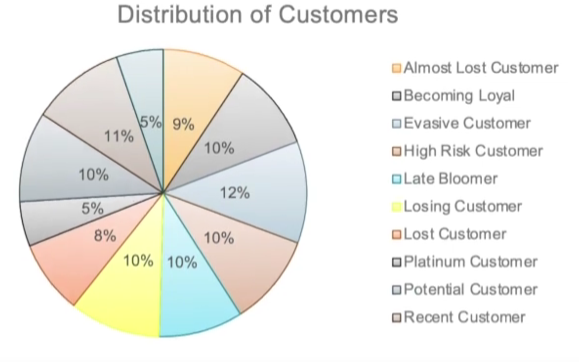 Distribution of Customers
5%
9%
11%
10%
10%
12%
5%
8%
10%
10%
10%
Almost Lost Customer
Becoming Loyal
Evasive Customer
High Risk Customer
Late Bloomer
Losing Customer
Lost Customer
Platinum Customer
Potential Customer
Recent Customer